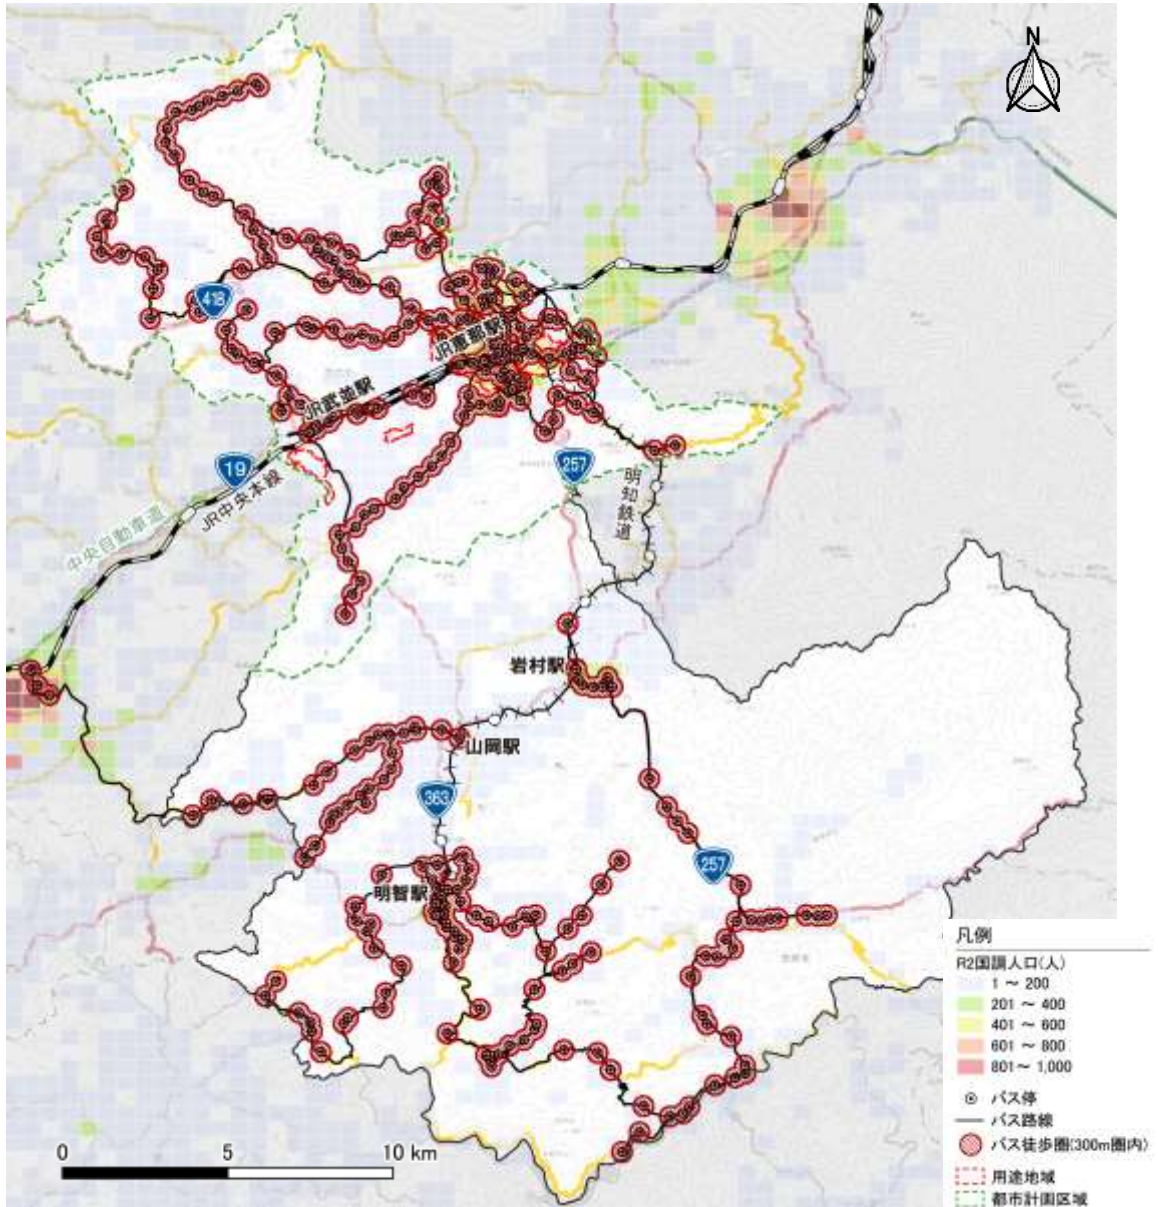 N
418
JR恵那駅
JR武並駅
19
257
明知鉄道
JR中央本線
中央自動車道
岩村駅
山岡駅
363
明智駅
257
凡例
R2国調人口(人)
1 ～ 200
201 ～ 400
401 ～ 600
601 ～ 800
801～ 1,000
バス停
バス路線
バス徒歩圏(300m圏内)
用途地域
都市計画区域
0 5 10 km